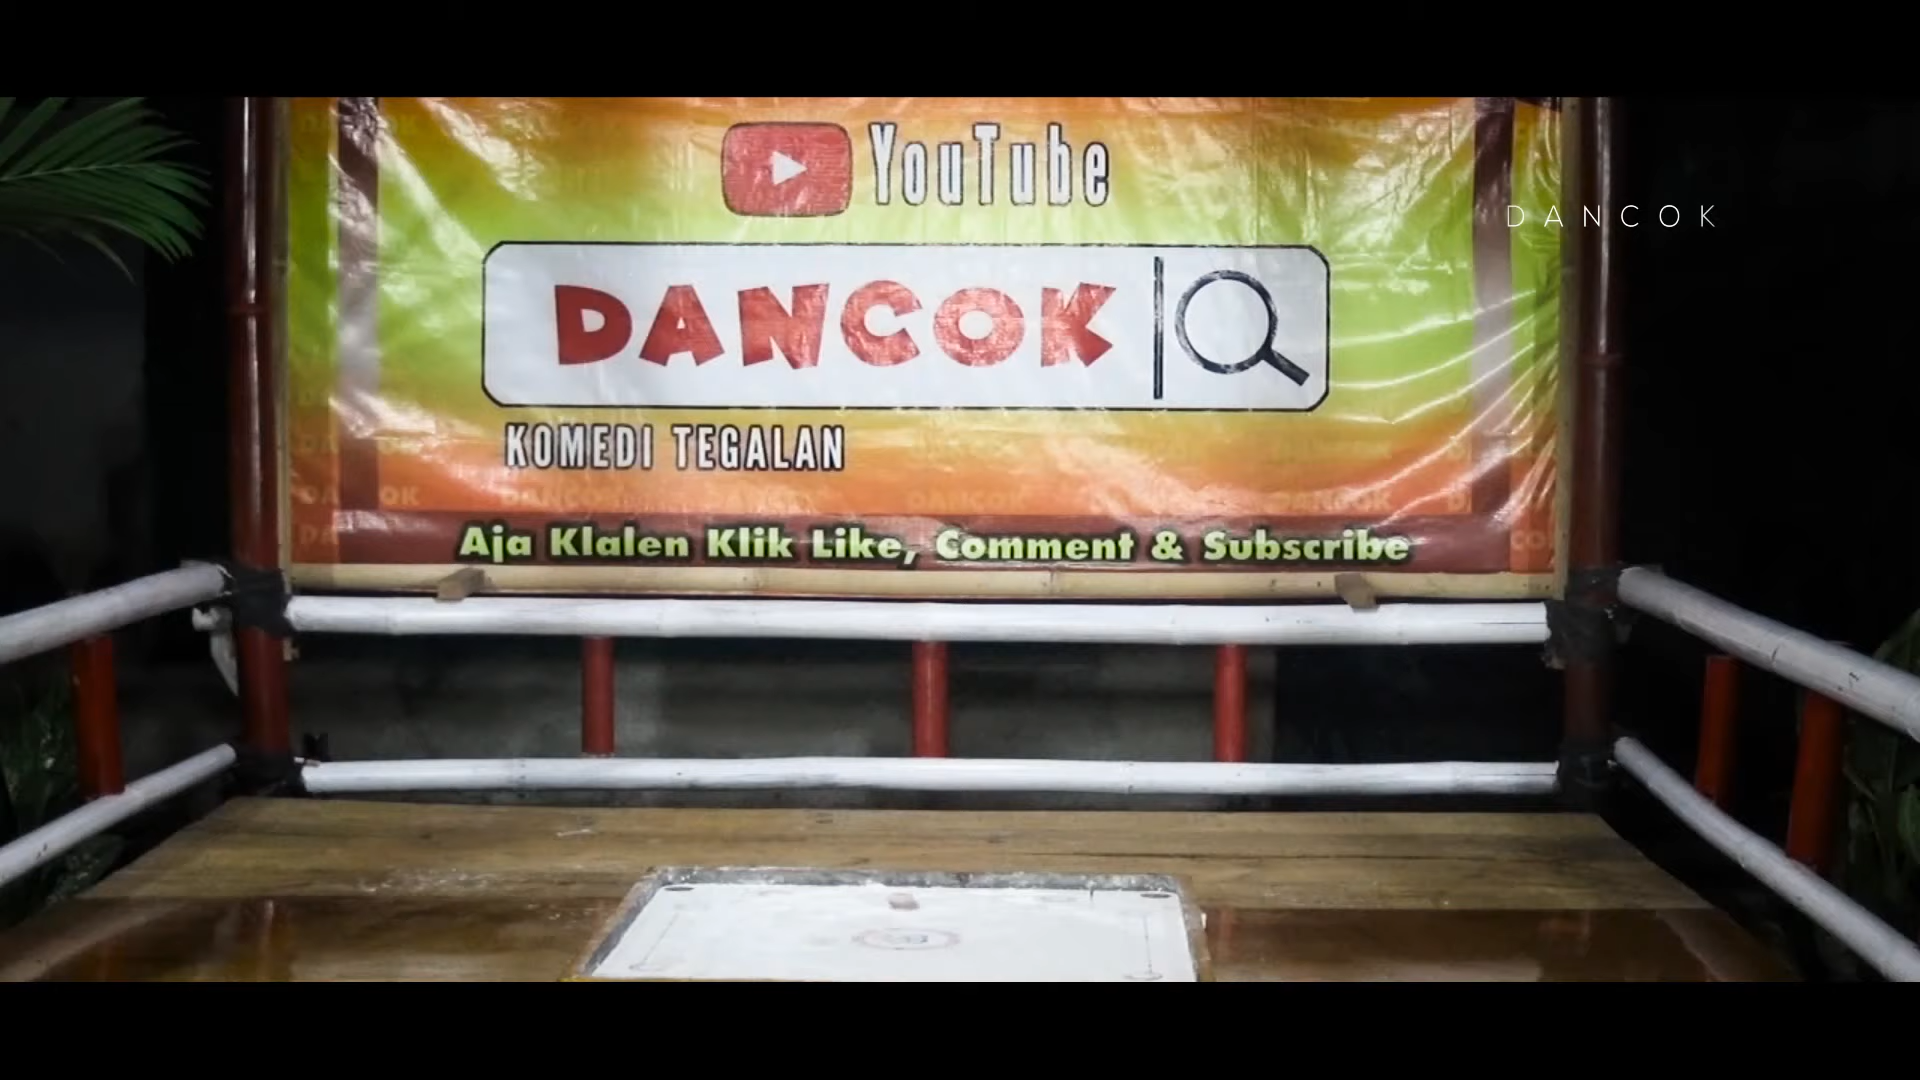 YouTube
DANCOK
DANCOK
KOMEDI TEGALAN
Aja Klalen Klik Like, Comment & Subscribe